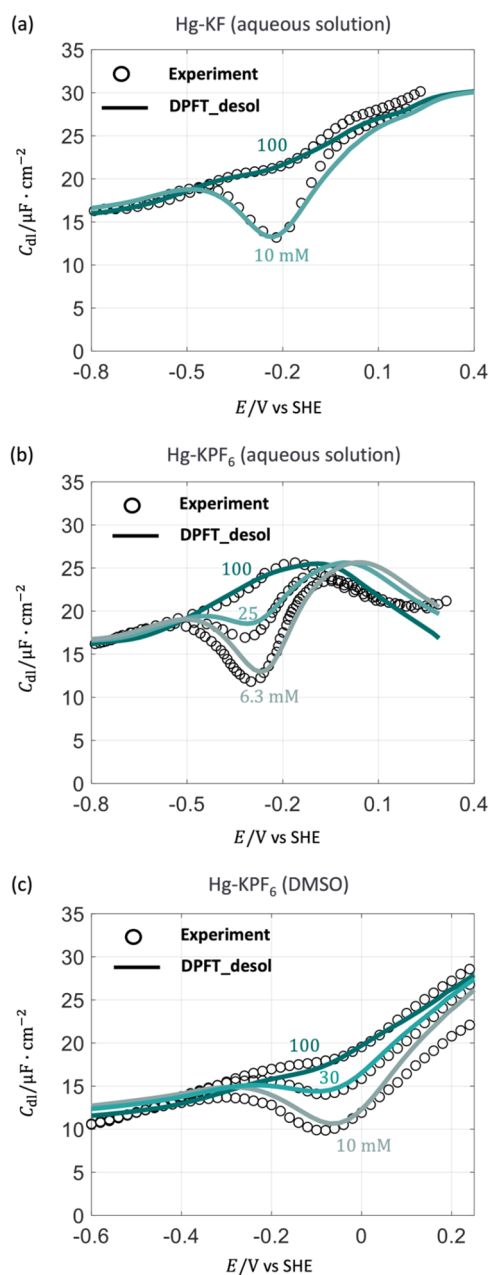 (a) Hg-KF (aqueous solution)
35
30
25
20
15
10
5
0
C_dl/μF · cm⁻²
Experiment
DPFT_desol
100
10 mM
-0.8 -0.5 -0.2 0.1 0.4
E/V vs SHE
(b) Hg-KPF₆ (aqueous solution)
35
30
25
20
15
10
5
0
C_dl/μF · cm⁻²
Experiment
DPFT_desol
100
25
6.3 mM
-0.8 -0.5 -0.2 0.1 0.4
E/V vs SHE
(c) Hg-KPF₆ (DMSO)
35
30
25
20
15
10
5
0
C_dl/μF · cm⁻²
Experiment
DPFT_desol
100
30
10 mM
-0.6 -0.4 -0.2 0 0.2
E/V vs SHE